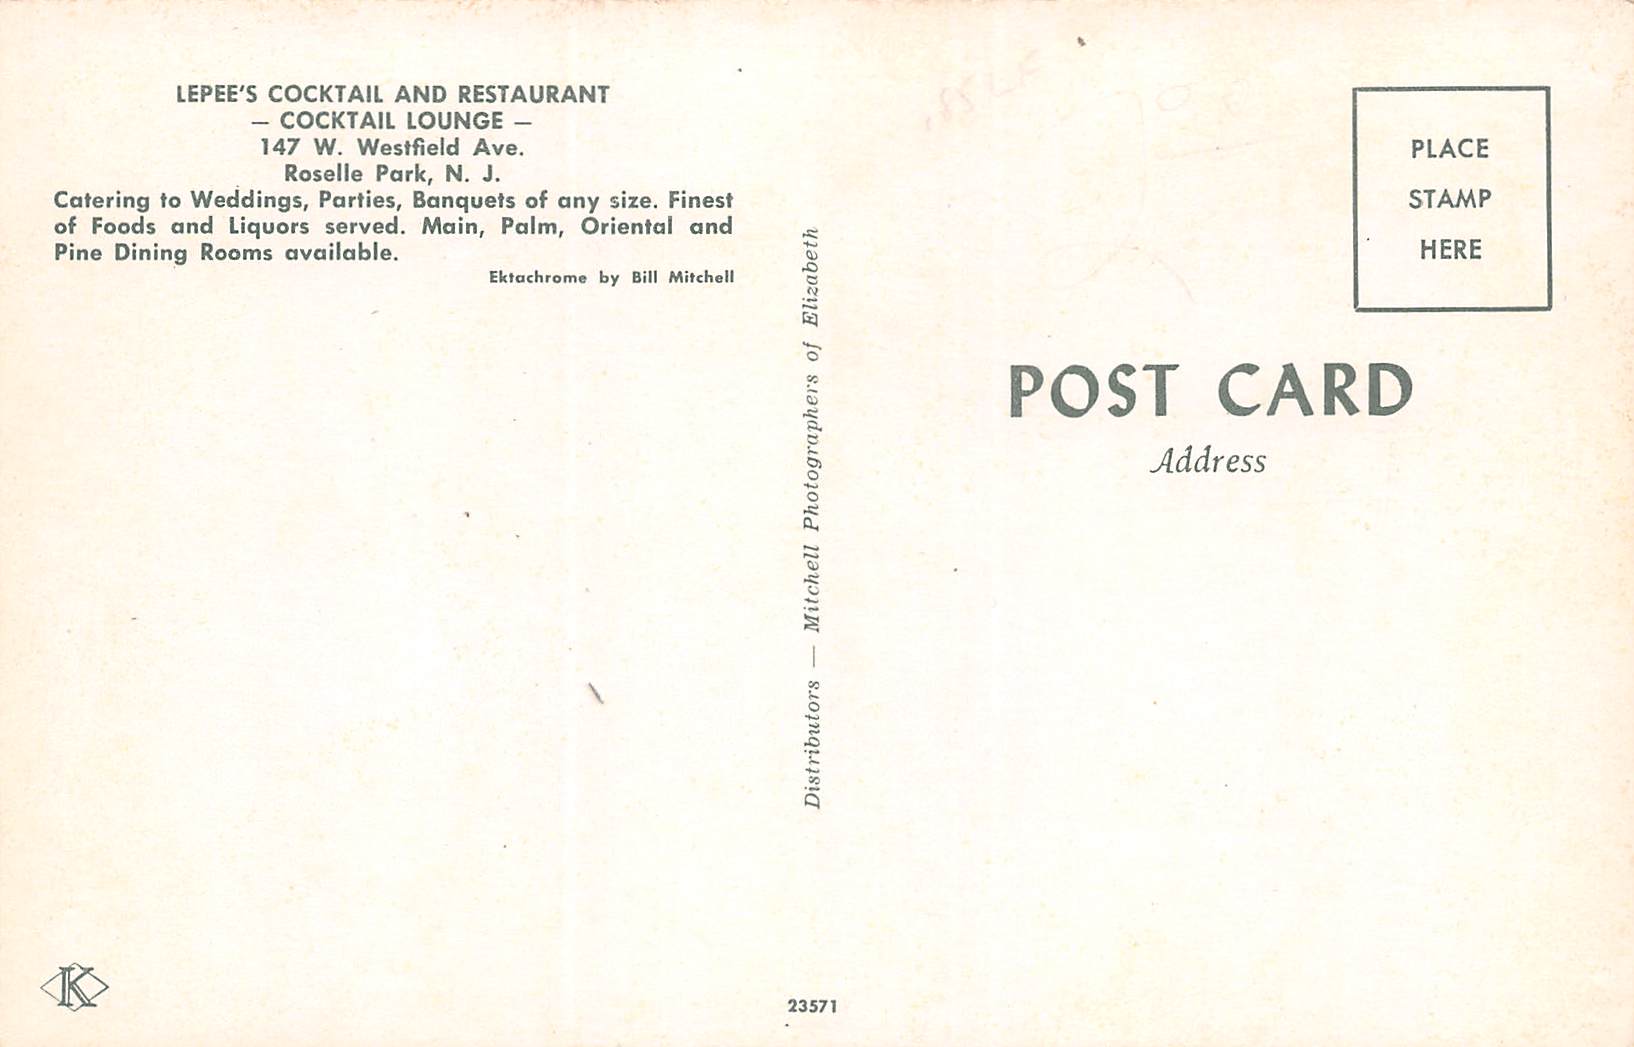 LEPEE'S COCKTAIL AND RESTAURANT
— COCKTAIL LOUNGE —
147 W. Westfield Ave.
Roselle Park, N. J.
Catering to Weddings, Parties, Banquets of any size. Finest
of Foods and Liquors served. Main, Palm, Oriental and
Pine Dining Rooms available.
Ektachrome by Bill Mitchell
Distributors — Mitchell Photographers of Elizabeth
PLACE
STAMP
HERE
POST CARD
Address
K
23571